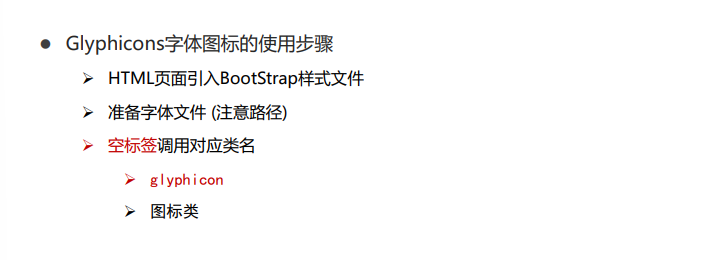 Glyphicons字体图标的使用步骤
HTML页面引入BootStrap样式文件
准备字体文件 (注意路径)
空标签调用对应类名
glyphicon
图标类